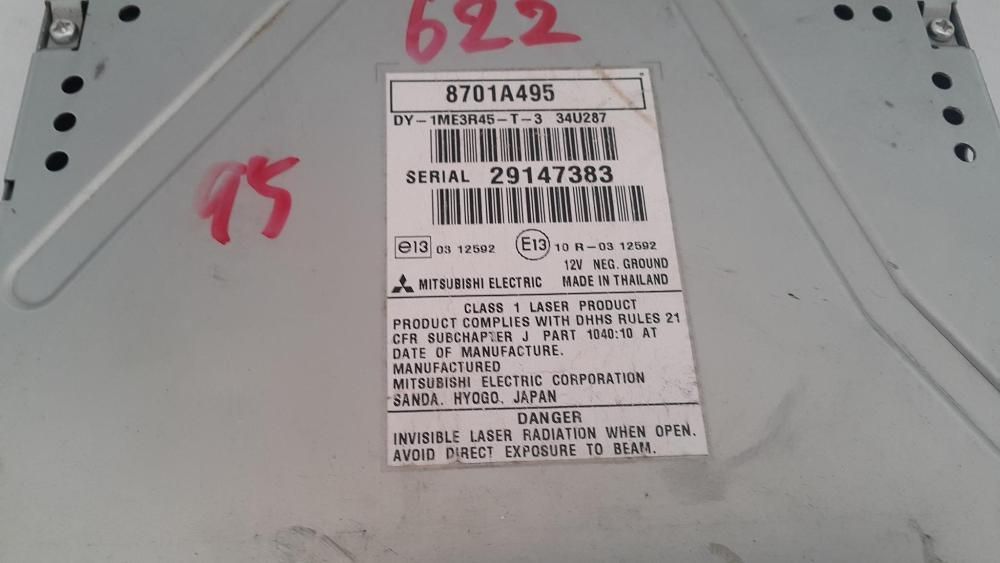 622
8701A495
DY-1ME3R45-T-3 34U287
SERIAL 29147383
95
e13 03 12592 E13 10 R-03 12592
12V NEG. GROUND
MITSUBISHI ELECTRIC MADE IN THAILAND
CLASS 1 LASER PRODUCT
PRODUCT COMPLIES WITH DHHS RULES 21
CFR SUBCHAPTER J PART 1040:10 AT
DATE OF MANUFACTURE.
MANUFACTURED
MITSUBISHI ELECTRIC CORPORATION
SANDA. HYOGO, JAPAN
DANGER
INVISIBLE LASER RADIATION WHEN OPEN.
AVOID DIRECT EXPOSURE TO BEAM.